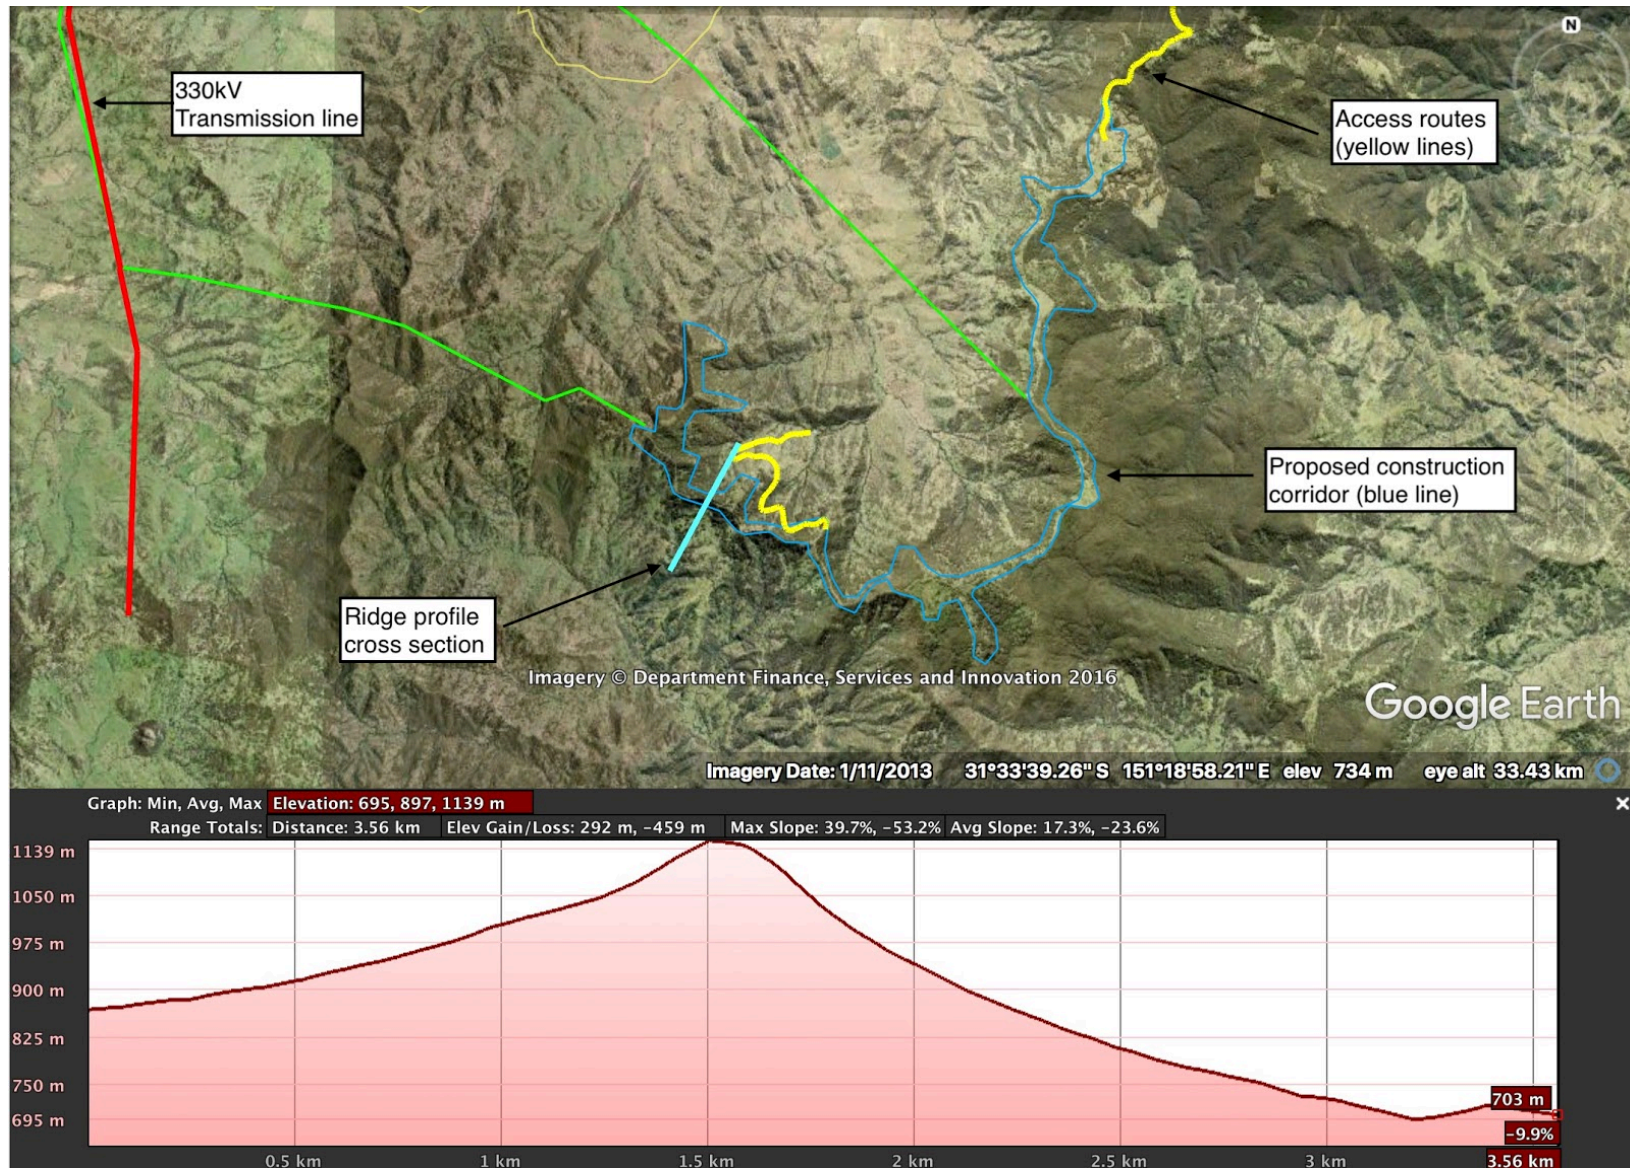 N
330kV
Transmission line
Access routes
(yellow lines)
Proposed construction
corridor (blue line)
Ridge profile
cross section
Imagery © Department Finance, Services and Innovation 2016
Google Earth
Imagery Date: 1/11/2013 31°33'39.26" S 151°18'58.21" E elev 734 m eye alt 33.43 km
Graph: Min, Avg, Max Elevation: 695, 897, 1139 m
Range Totals: Distance: 3.56 km Elev Gain/Loss: 292 m, -459 m Max Slope: 39.7%, -53.2% Avg Slope: 17.3%, -23.6%
1139 m
1050 m
975 m
900 m
825 m
750 m
695 m
703 m
-9.9%
0.5 km 1 km 1.5 km 2 km 2.5 km 3 km 3.56 km